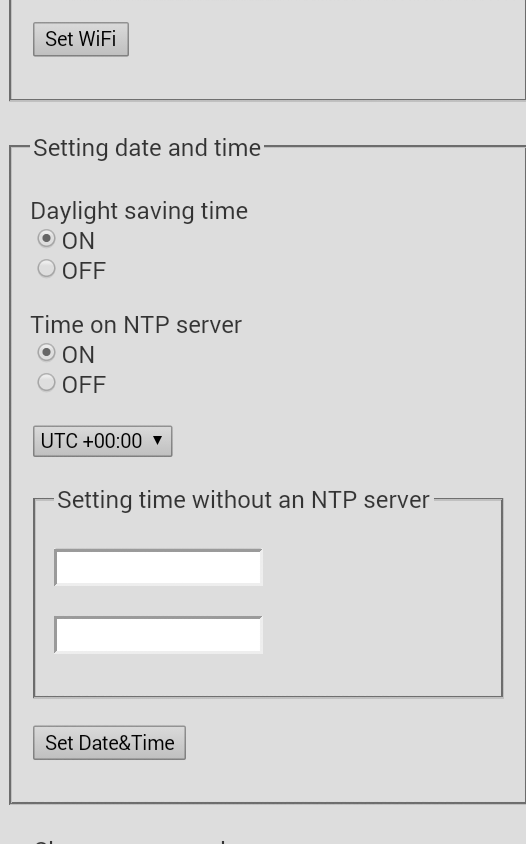 Set WiFi
Setting date and time
Daylight saving time
ON
OFF
Time on NTP server
ON
OFF
UTC +00:00 ▼
Setting time without an NTP server
Set Date&Time